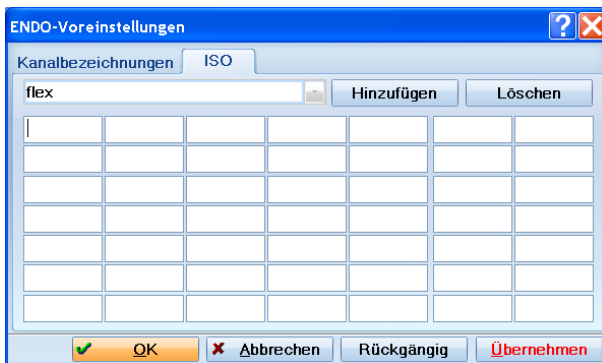 ENDO-Voreinstellungen
Kanalbezeichnungen ISO
flex Hinzufügen Löschen
OK Abbrechen Rückgängig Übernehmen